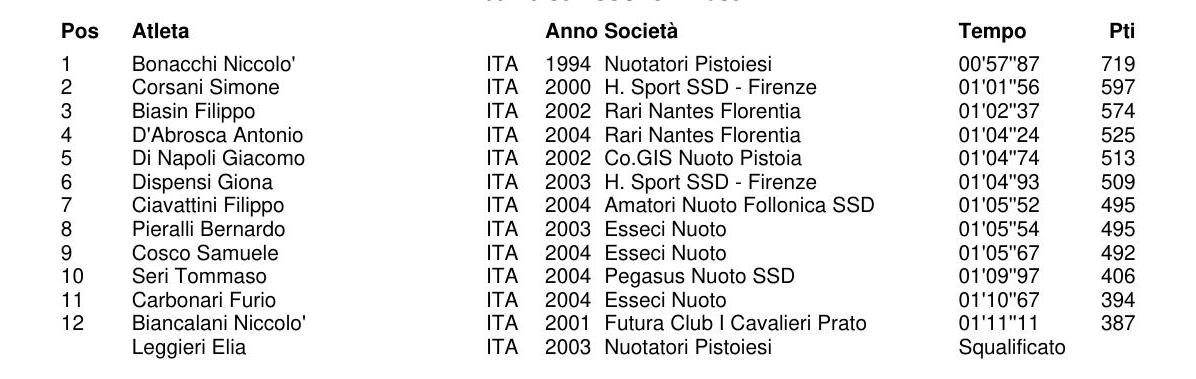 Pos Atleta Anno Società Tempo Pti
1 Bonacchi Niccolo' ITA 1994 Nuotatori Pistoiesi 00'57"87 719
2 Corsani Simone ITA 2000 H. Sport SSD - Firenze 01'01"56 597
3 Biasin Filippo ITA 2002 Rari Nantes Florentia 01'02"37 574
4 D'Abrosca Antonio ITA 2004 Rari Nantes Florentia 01'04"24 525
5 Di Napoli Giacomo ITA 2002 Co.GIS Nuoto Pistoia 01'04"74 513
6 Dispensi Giona ITA 2003 H. Sport SSD - Firenze 01'04"93 509
7 Ciavattini Filippo ITA 2004 Amatori Nuoto Follonica SSD 01'05"52 495
8 Pieralli Bernardo ITA 2003 Esseci Nuoto 01'05"54 495
9 Cosco Samuele ITA 2004 Esseci Nuoto 01'05"67 492
10 Seri Tommaso ITA 2004 Pegasus Nuoto SSD 01'09"97 406
11 Carbonari Furio ITA 2004 Esseci Nuoto 01'10"67 394
12 Biancalani Niccolo' ITA 2001 Futura Club I Cavalieri Prato 01'11"11 387
Leggieri Elia ITA 2003 Nuotatori Pistoiesi Squalificato